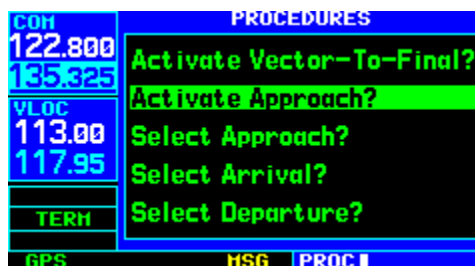 COM
122.800
135.325
VLOC
113.00
117.95
TERM
GPS
PROCEDURES
Activate Vector-To-Final?
Activate Approach?
Select Approach?
Select Arrival?
Select Departure?
MSG
PROC